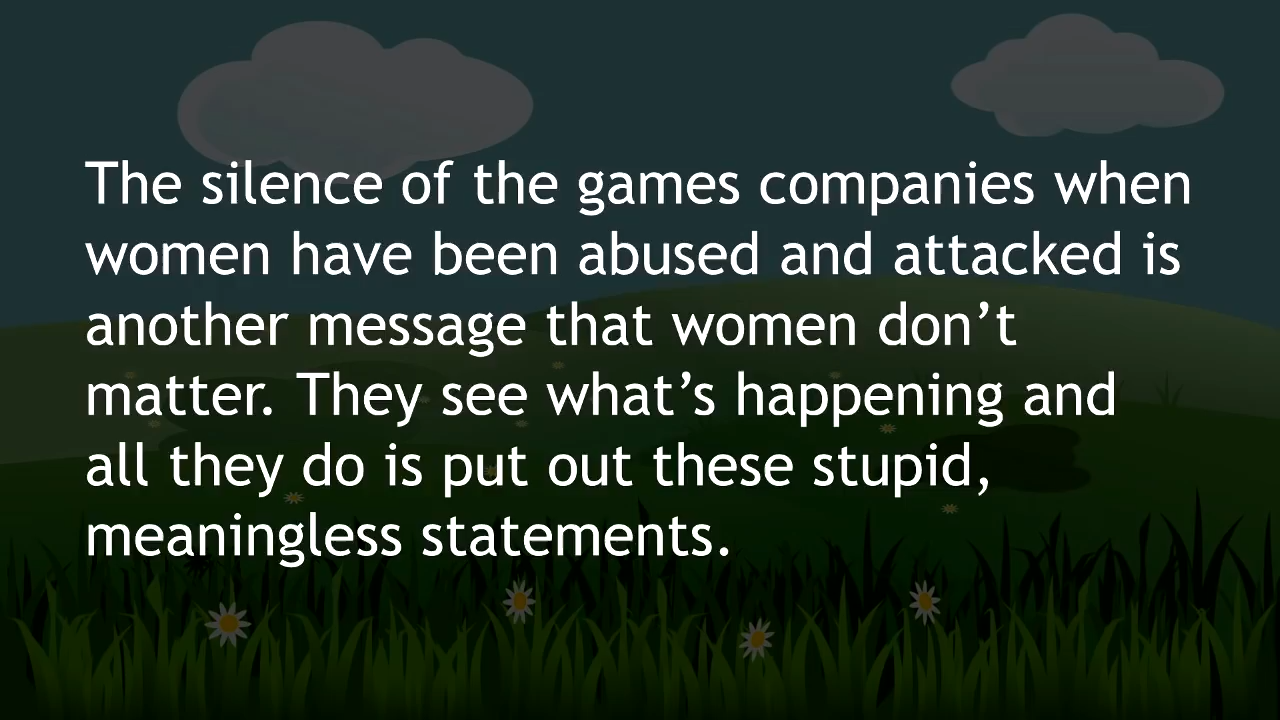 The silence of the games companies when
women have been abused and attacked is
another message that women don’t
matter. They see what’s happening and
all they do is put out these stupid,
meaningless statements.